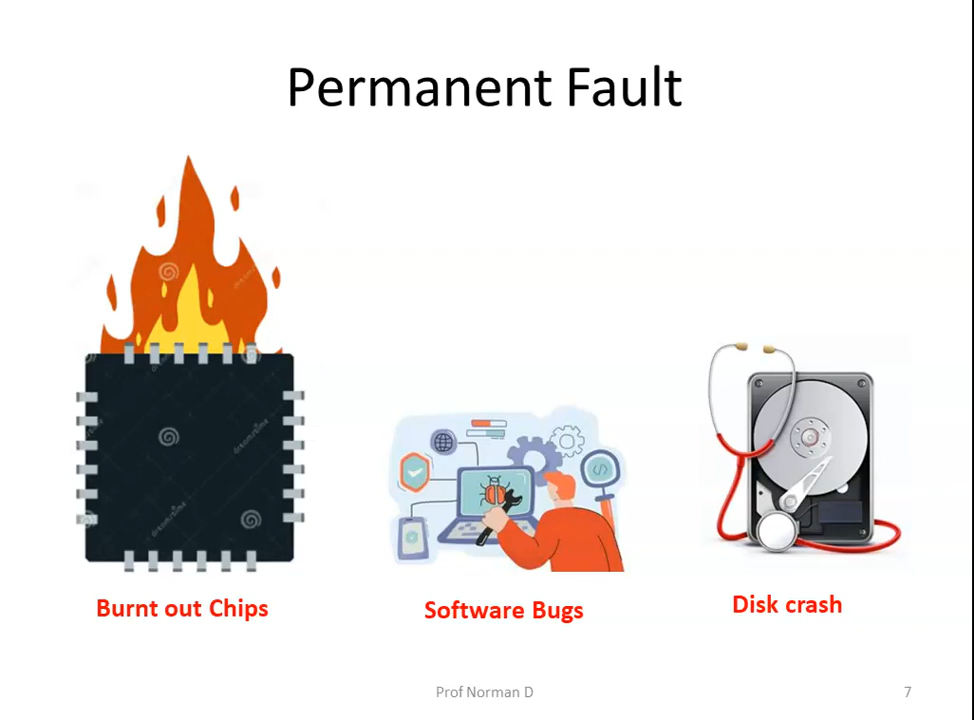 Permanent Fault
Burnt out Chips
Software Bugs
Disk crash
Prof Norman D
7